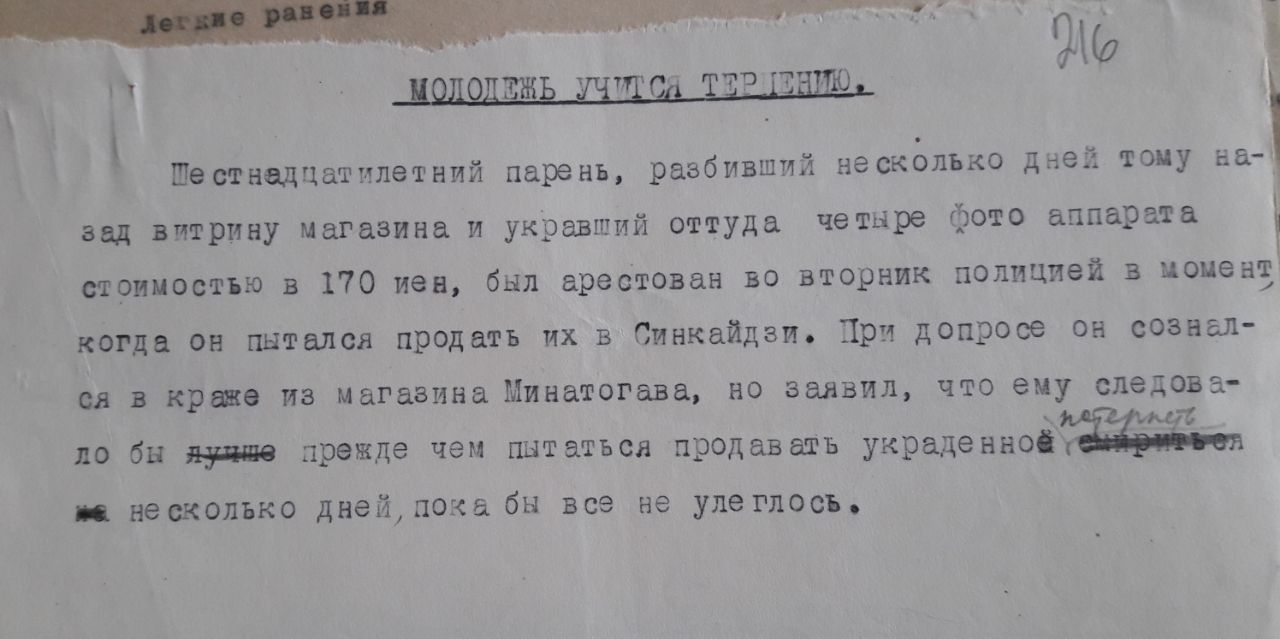 Легкие ранения
216
МОЛОДЕЖЬ УЧИТСЯ ТЕРПЕНИЮ.
Шестнадцатилетний парень, разбивший несколько дней тому на-
зад витрину магазина и укравший оттуда четыре фото аппарата
стоимостью в 170 иен, был арестован во вторник полицией в момент,
когда он пытался продать их в Синкайдзи. При допросе он сознал-
ся в краже из магазина Минатогава, но заявил, что ему следова-
потерпеть
ло бы лучше прежде чем пытаться продавать украденное смириться
на несколько дней, пока бы все не улеглось.